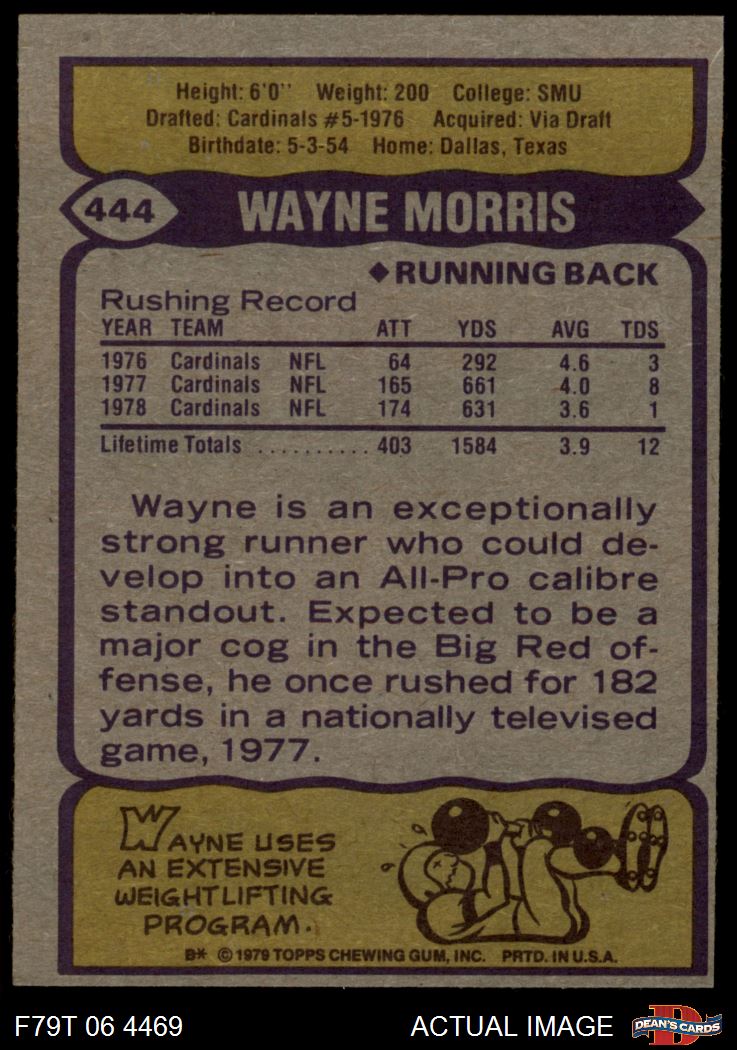 Height: 6'0" Weight: 200 College: SMU
Drafted: Cardinals #5-1976 Acquired: Via Draft
Birthdate: 5-3-54 Home: Dallas, Texas
444 WAYNE MORRIS
◆RUNNING BACK
Rushing Record
YEAR TEAM ATT YDS AVG TDS
1976 Cardinals NFL 64 292 4.6 3
1977 Cardinals NFL 165 661 4.0 8
1978 Cardinals NFL 174 631 3.6 1
Lifetime Totals .......... 403 1584 3.9 12
Wayne is an exceptionally
strong runner who could de-
velop into an All-Pro calibre
standout. Expected to be a
major cog in the Big Red of-
fense, he once rushed for 182
yards in a nationally televised
game, 1977.
WAYNE USES
AN EXTENSIVE
WEIGHTLIFTING
PROGRAM.
B* © 1979 TOPPS CHEWING GUM, INC. PRTD. IN U.S.A.
F79T 06 4469 ACTUAL IMAGE D DEAN'S CARDS